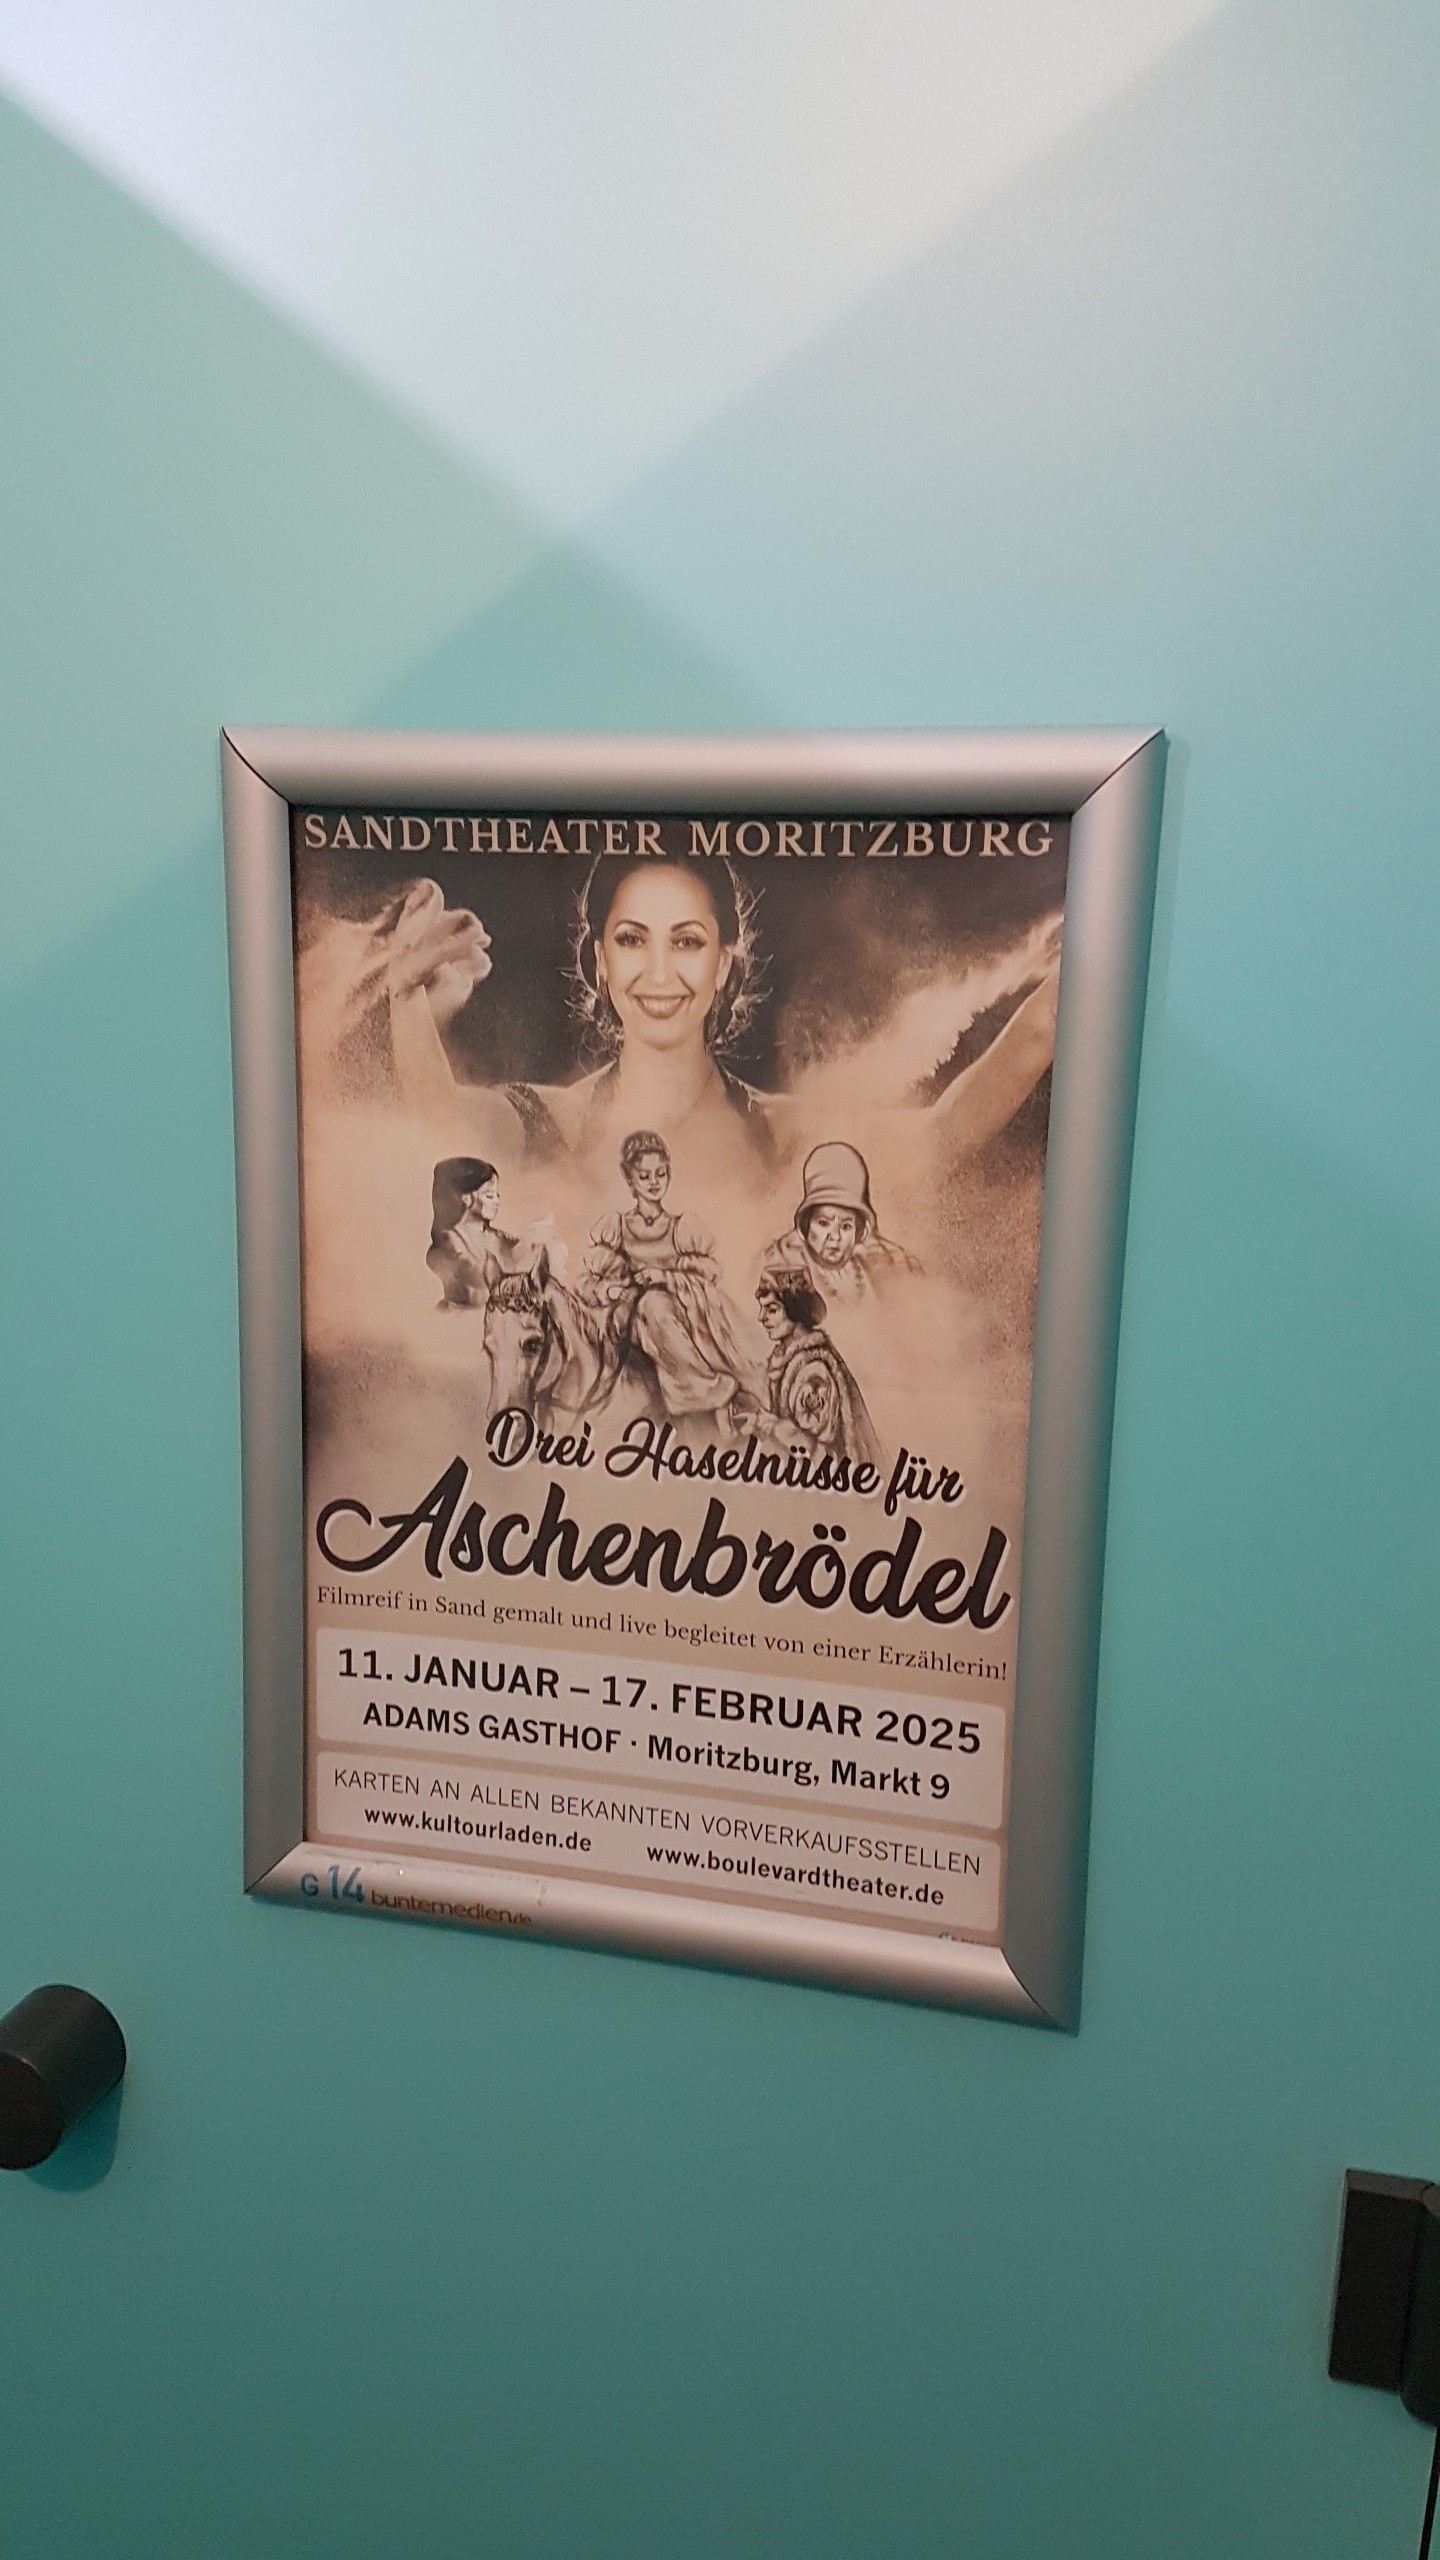 SANDTHEATER MORITZBURG
Drei Haselnüsse für
Aschenbrödel
Filmreif in Sand gemalt und live begleitet von einer Erzählerin!
11. JANUAR – 17. FEBRUAR 2025
ADAMS GASTHOF · Moritzburg, Markt 9
KARTEN AN ALLEN BEKANNTEN VORVERKAUFSSTELLEN
www.kultourladen.de www.boulevardtheater.de
G 14 buntemedien.de